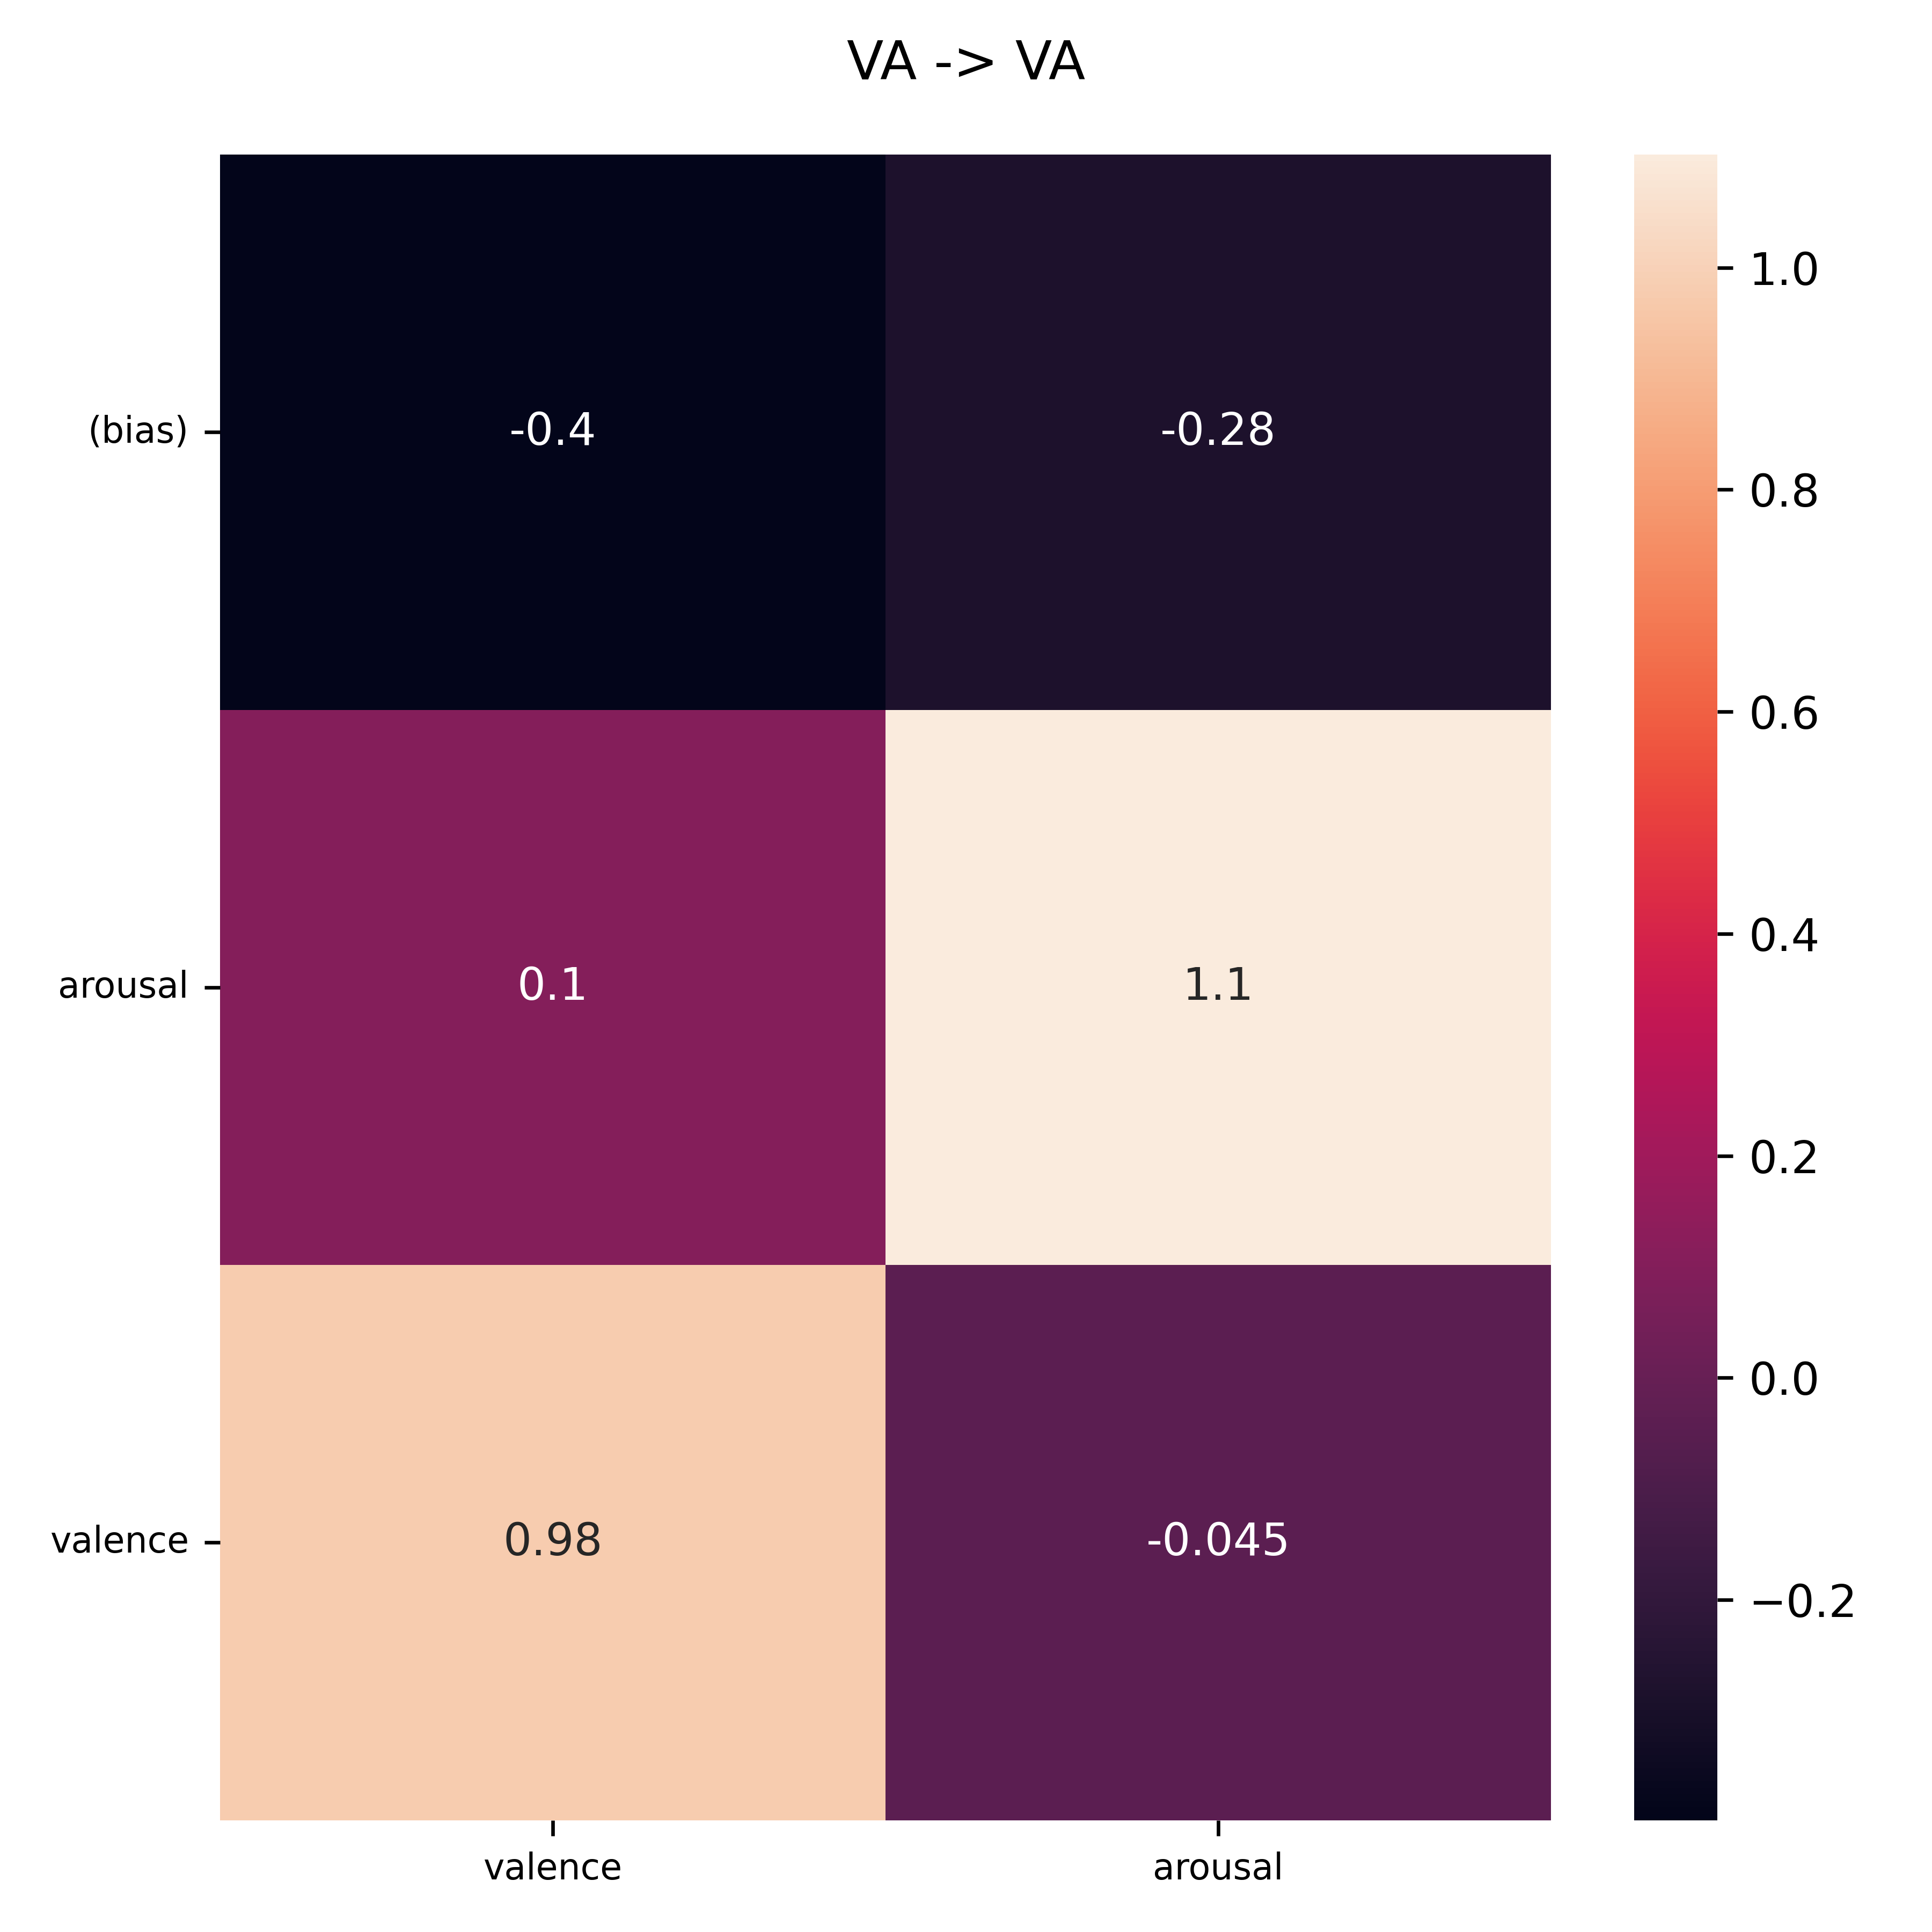 VA -> VA
(bias) -0.4 -0.28
arousal 0.1 1.1
valence 0.98 -0.045
valence arousal
1.0
0.8
0.6
0.4
0.2
0.0
−0.2